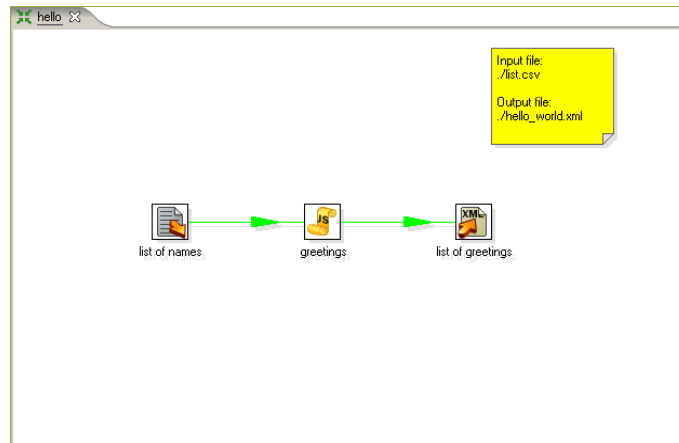 hello
Input file:
./list.csv
Output file:
./hello_world.xml
JS
XML
list of names
greetings
list of greetings